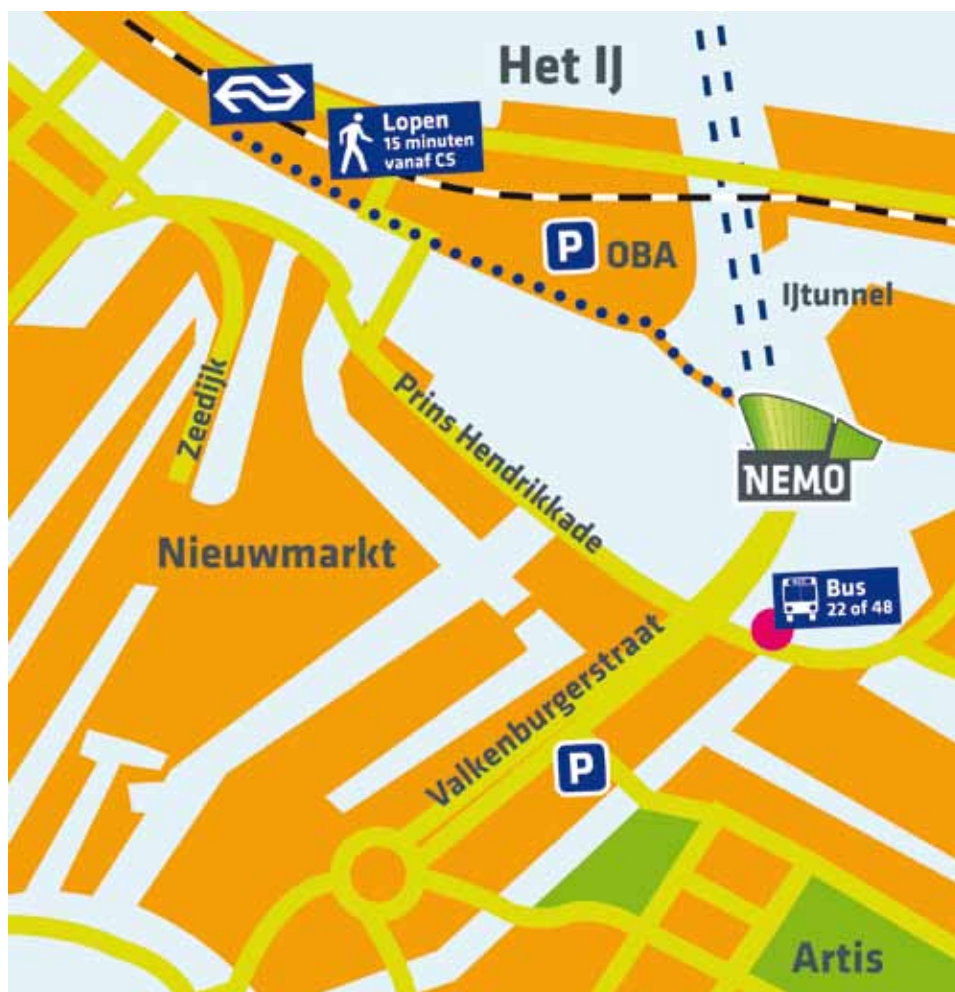 Het IJ
Lopen
15 minuten
vanaf CS
P
OBA
IJtunnel
Zeedijk
Prins Hendrikkade
NEMO
Nieuwmarkt
Bus
22 of 48
Valkenburgerstraat
P
Artis